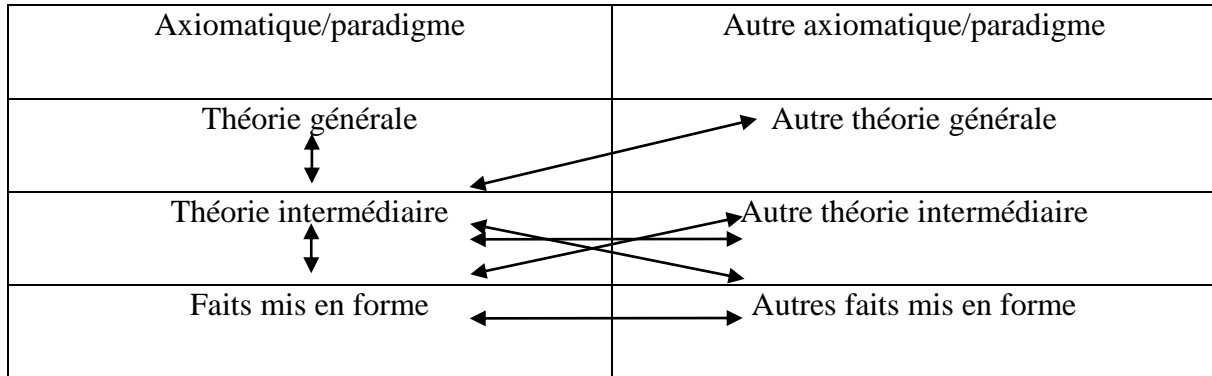 Axiomatique/paradigme
Autre axiomatique/paradigme
Théorie générale
Autre théorie générale
Théorie intermédiaire
Autre théorie intermédiaire
Faits mis en forme
Autres faits mis en forme